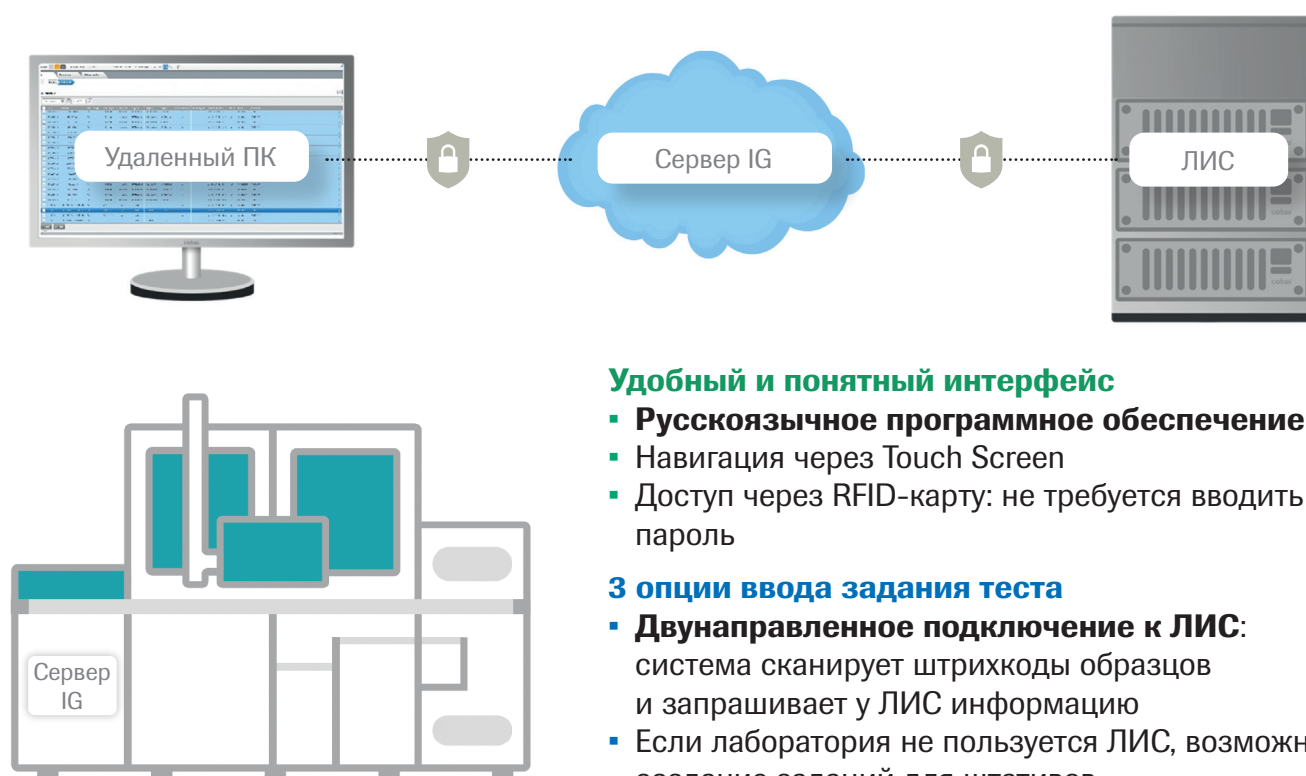 Удаленный ПК
Сервер IG
ЛИС
Удобный и понятный интерфейс
▪ Русскоязычное программное обеспечение
▪ Навигация через Touch Screen
▪ Доступ через RFID-карту: не требуется вводить
пароль
3 опции ввода задания теста
▪ Двунаправленное подключение к ЛИС:
система сканирует штрихкоды образцов
и запрашивает у ЛИС информацию
▪ Если лаборатория не пользуется ЛИС,
Сервер
IG